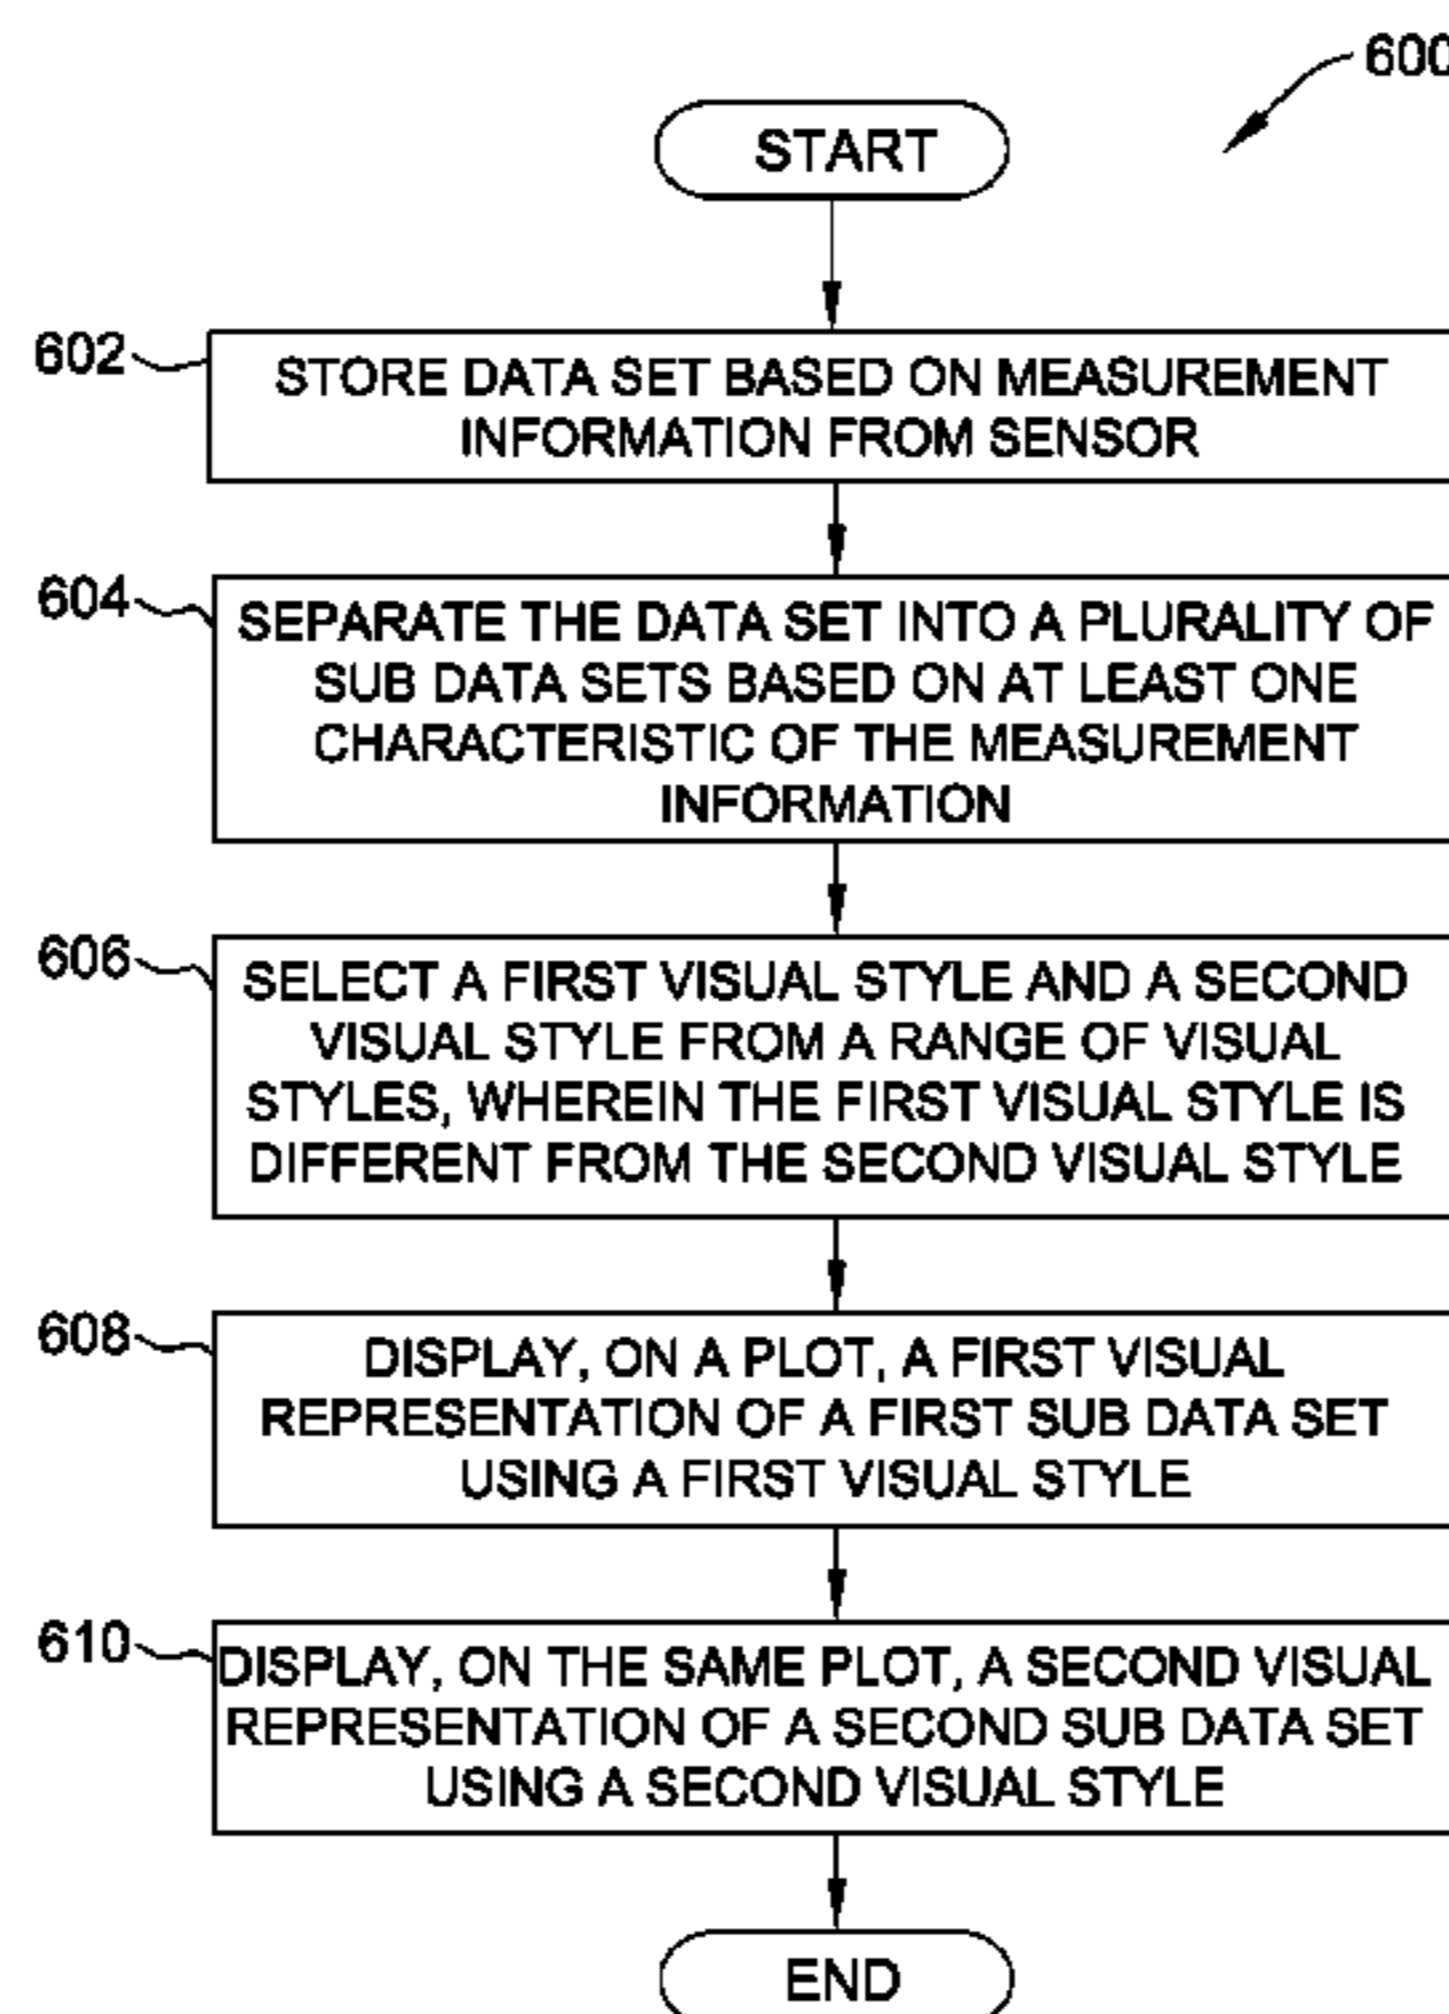 600
START
602
STORE DATA SET BASED ON MEASUREMENT
INFORMATION FROM SENSOR
604
SEPARATE THE DATA SET INTO A PLURALITY OF
SUB DATA SETS BASED ON AT LEAST ONE
CHARACTERISTIC OF THE MEASUREMENT
INFORMATION
606
SELECT A FIRST VISUAL STYLE AND A SECOND
VISUAL STYLE FROM A RANGE OF VISUAL
STYLES, WHEREIN THE FIRST VISUAL STYLE IS
DIFFERENT FROM THE SECOND VISUAL STYLE
608
DISPLAY, ON A PLOT, A FIRST VISUAL
REPRESENTATION OF A FIRST SUB DATA SET
USING A FIRST VISUAL STYLE
610
DISPLAY, ON THE SAME PLOT, A SECOND VISUAL
REPRESENTATION OF A SECOND SUB DATA SET
USING A SECOND VISUAL STYLE
END